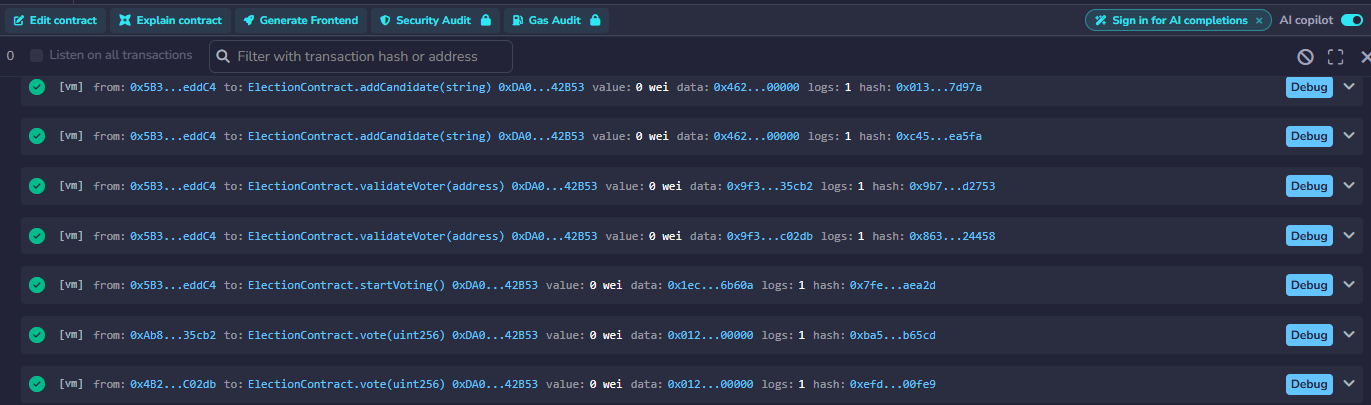 Edit contract Explain contract Generate Frontend Security Audit Gas Audit Sign in for AI completions × AI copilot
0 Listen on all transactions Filter with transaction hash or address
[vm] from: 0x5B3...eddC4 to: ElectionContract.addCandidate(string) 0xDA0...42B53 value: 0 wei data: 0x462...00000 logs: 1 hash: 0x013...7d97a Debug
[vm] from: 0x5B3...eddC4 to: ElectionContract.addCandidate(string) 0xDA0...42B53 value: 0 wei data: 0x462...00000 logs: 1 hash: 0xc45...ea5fa Debug
[vm] from: 0x5B3...eddC4 to: ElectionContract.validateVoter(address) 0xDA0...42B53 value: 0 wei data: 0x9f3...35cb2 logs: 1 hash: 0x9b7...d2753 Debug
[vm] from: 0x5B3...eddC4 to: ElectionContract.validateVoter(address) 0xDA0...42B53 value: 0 wei data: 0x9f3...c02db logs: 1 hash: 0x863...24458 Debug
[vm] from: 0x5B3...eddC4 to: ElectionContract.startVoting() 0xDA0...42B53 value: 0 wei data: 0x1ec...6b60a logs: 1 hash: 0x7fe...aea2d Debug
[vm] from: 0xAb8...35cb2 to: ElectionContract.vote(uint256) 0xDA0...42B53 value: 0 wei data: 0x012...00000 logs: 1 hash: 0xba5...b65cd Debug
[vm] from: 0x4B2...C02db to: ElectionContract.vote(uint256) 0xDA0...42B53 value: 0 wei data: 0x012...00000 logs: 1 hash: 0xefd...00fe9 Debug